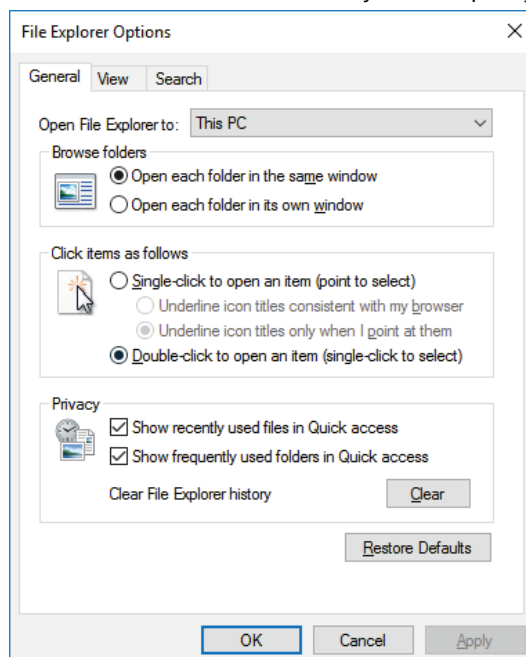 File Explorer Options
General View Search
Open File Explorer to: This PC
Browse folders
Open each folder in the same window
Open each folder in its own window
Click items as follows
Single-click to open an item (point to select)
Underline icon titles consistent with my browser
Underline icon titles only when I point at them
Double-click to open an item (single-click to select)
Privacy
Show recently used files in Quick access
Show frequently used folders in Quick access
Clear File Explorer history Clear
Restore Defaults
OK Cancel Apply